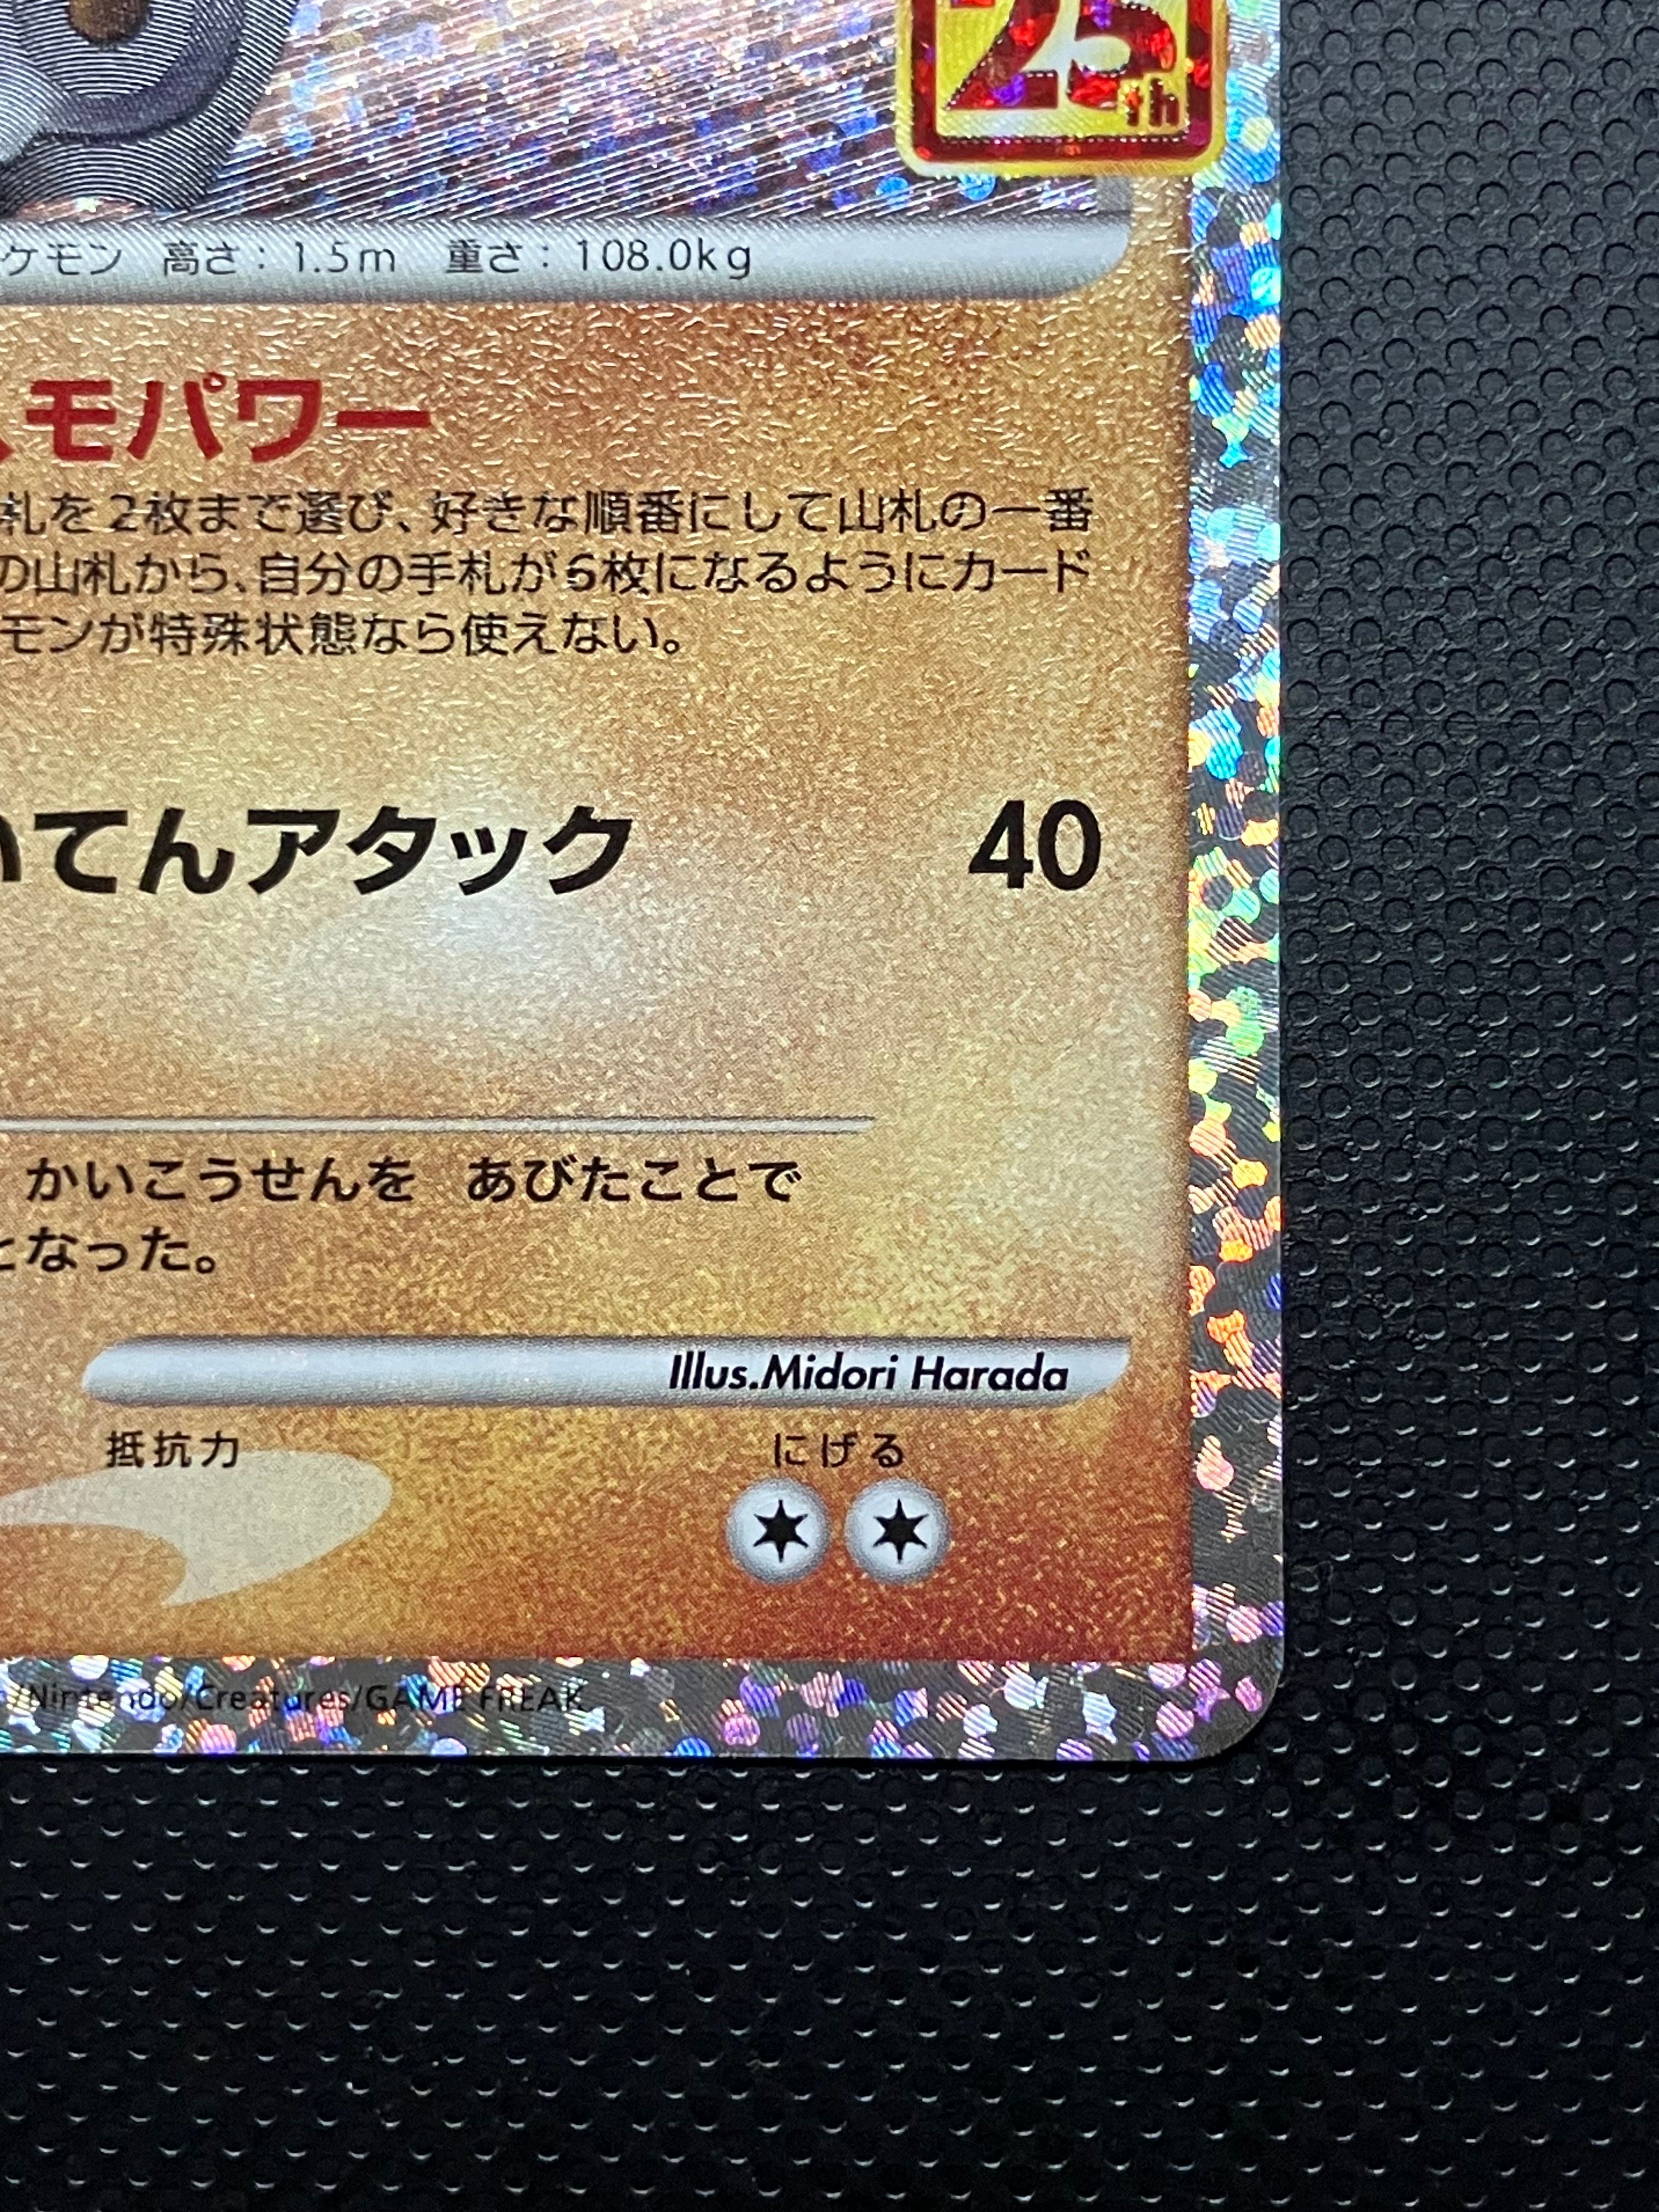 25th
ケモン 高さ：1.5m 重さ：108.0kg
スモパワー
札を2枚まで選び、好きな順番にして山札の一番
の山札から、自分の手札が6枚になるようにカード
モンが特殊状態なら使えない。
いてんアタック 40
かいこうせんを あびたことで
となった。
Illus.Midori Harada
抵抗力 にげる
/Nintendo/Creatures/GAME FREAK